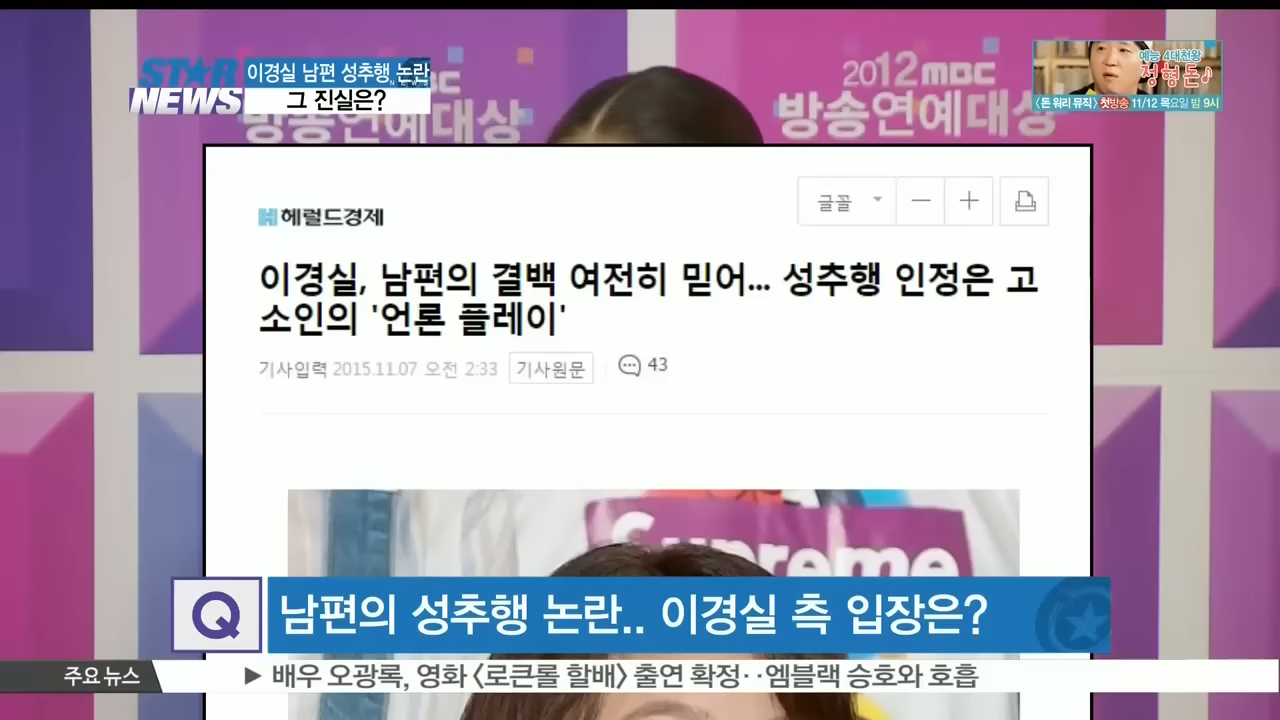 STAR NEWS
이경실 남편 성추행 논란
그 진실은?
예능 4대천왕
정형돈♪
〈돈 워리 뮤직〉 첫방송 11/12 목요일 밤 9시
방송연예대상
2012 mbc
방송연예대상
글꼴
헤럴드경제
이경실, 남편의 결백 여전히 믿어... 성추행 인정은 고
소인의 '언론 플레이'
기사입력 2015.11.07 오전 2:33 기사원문 43
Supreme
Q 남편의 성추행 논란.. 이경실 측 입장은?
주요뉴스 ▶ 배우 오광록, 영화 〈로큰롤 할배〉 출연 확정··엠블랙 승호와 호흡